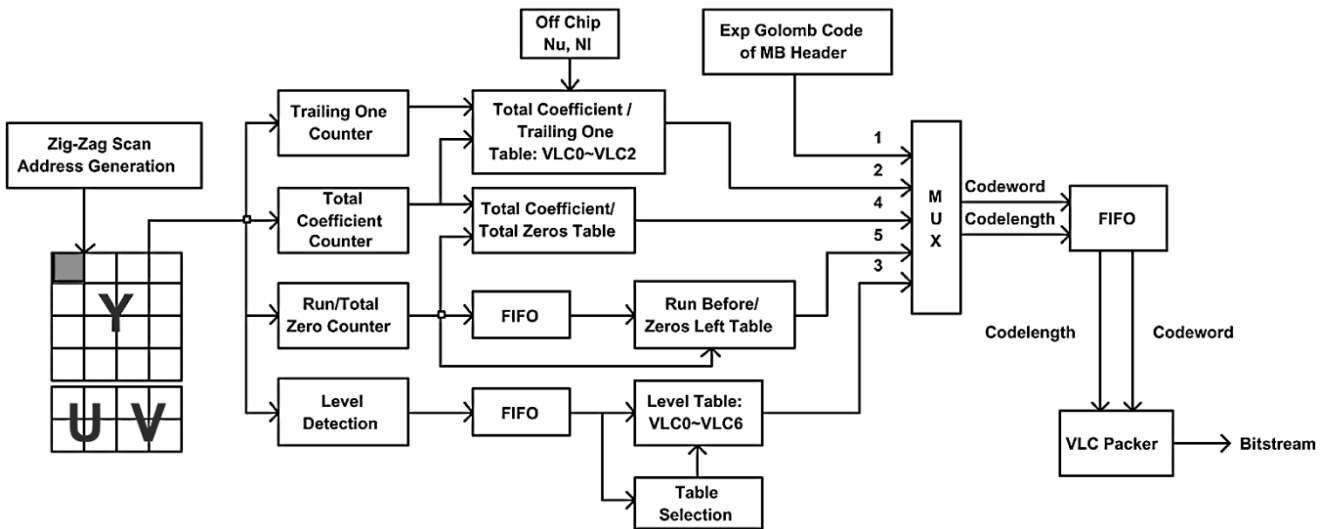 Off Chip
Nu, Nl
Exp Golomb Code
of MB Header
Zig-Zag Scan
Address Generation
Trailing One
Counter
Total Coefficient /
Trailing One
Table: VLC0~VLC2
Total
Coefficient
Counter
Total Coefficient/
Total Zeros Table
Run/Total
Zero Counter
FIFO
Run Before/
Zeros Left Table
Level
Detection
FIFO
Level Table:
VLC0~VLC6
Table
Selection
Y
U
V
1
2
4
5
3
M
U
X
Codeword
Codelength
FIFO
Codelength
Codeword
VLC Packer
Bitstream